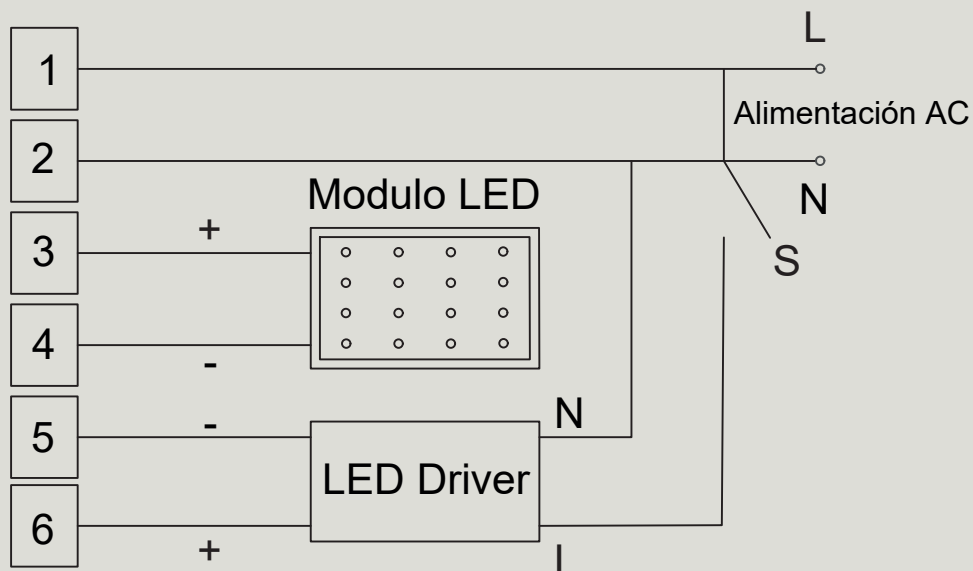 L
1
Alimentación AC
2
Modulo LED
N
+
3
S
4
-
-
N
5
LED Driver
6
+
L